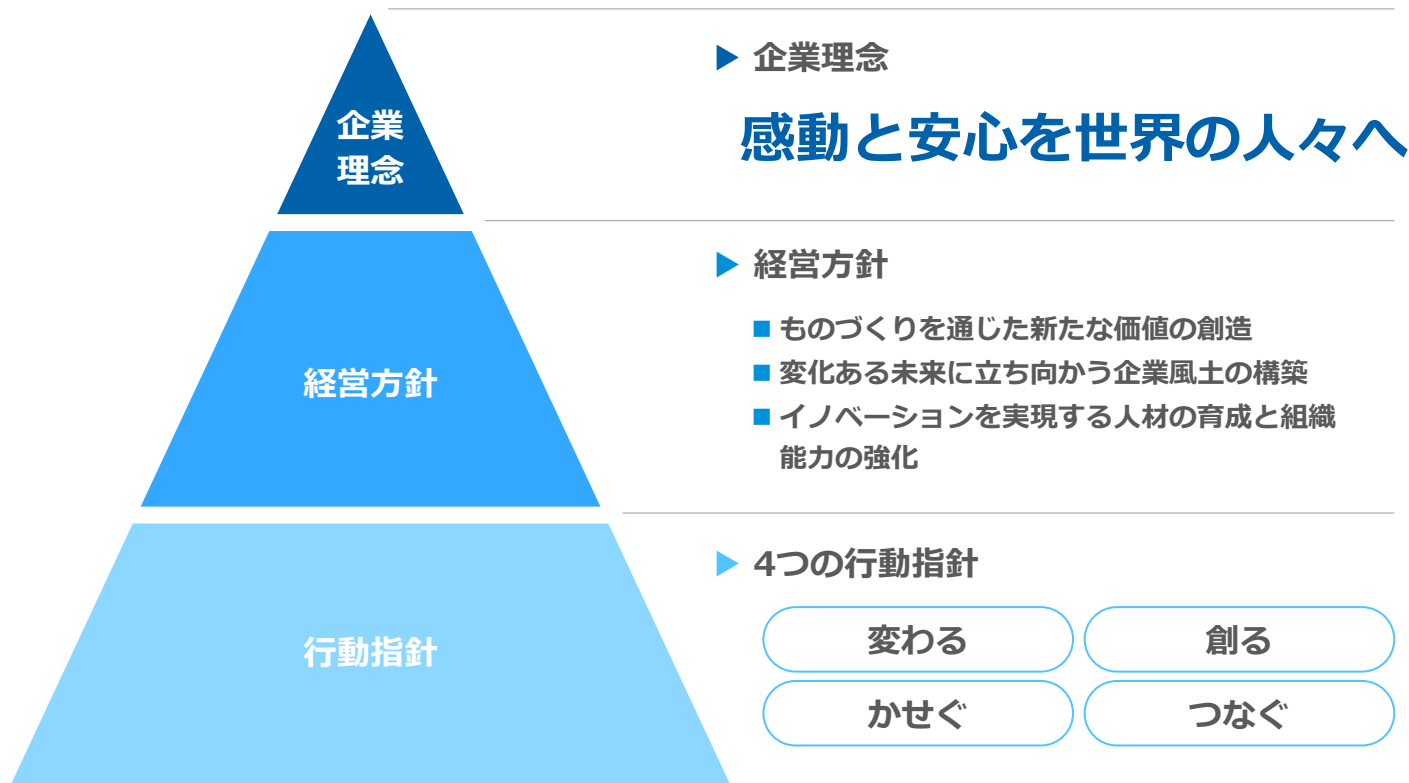 企業
理念
経営方針
行動指針
企業理念
感動と安心を世界の人々へ
経営方針
ものづくりを通じた新たな価値の創造
変化ある未来に立ち向かう企業風土の構築
イノベーションを実現する人材の育成と組織
能力の強化
4つの行動指針
変わる
創る
かせぐ
つなぐ